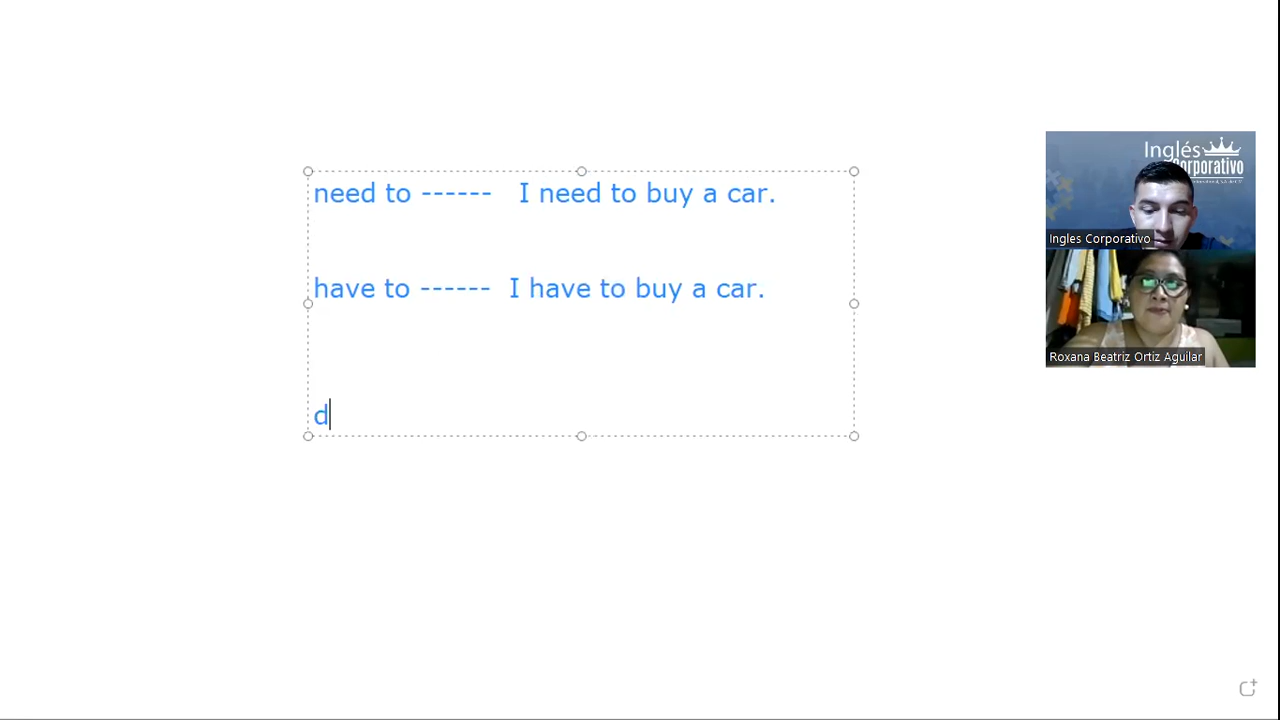 need to ------ I need to buy a car.
have to ------ I have to buy a car.
d
Inglés
Corporativo
Ingles Corporativo
Roxana Beatriz Ortiz Aguilar